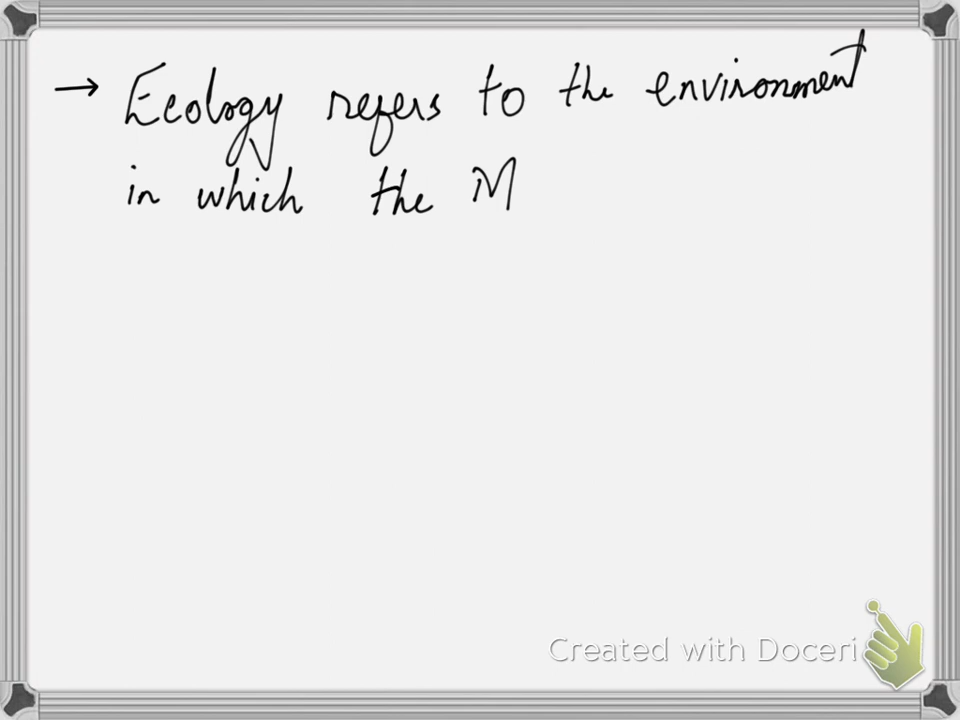 → Ecology refers to the environment
in which the M
Created with Doceri